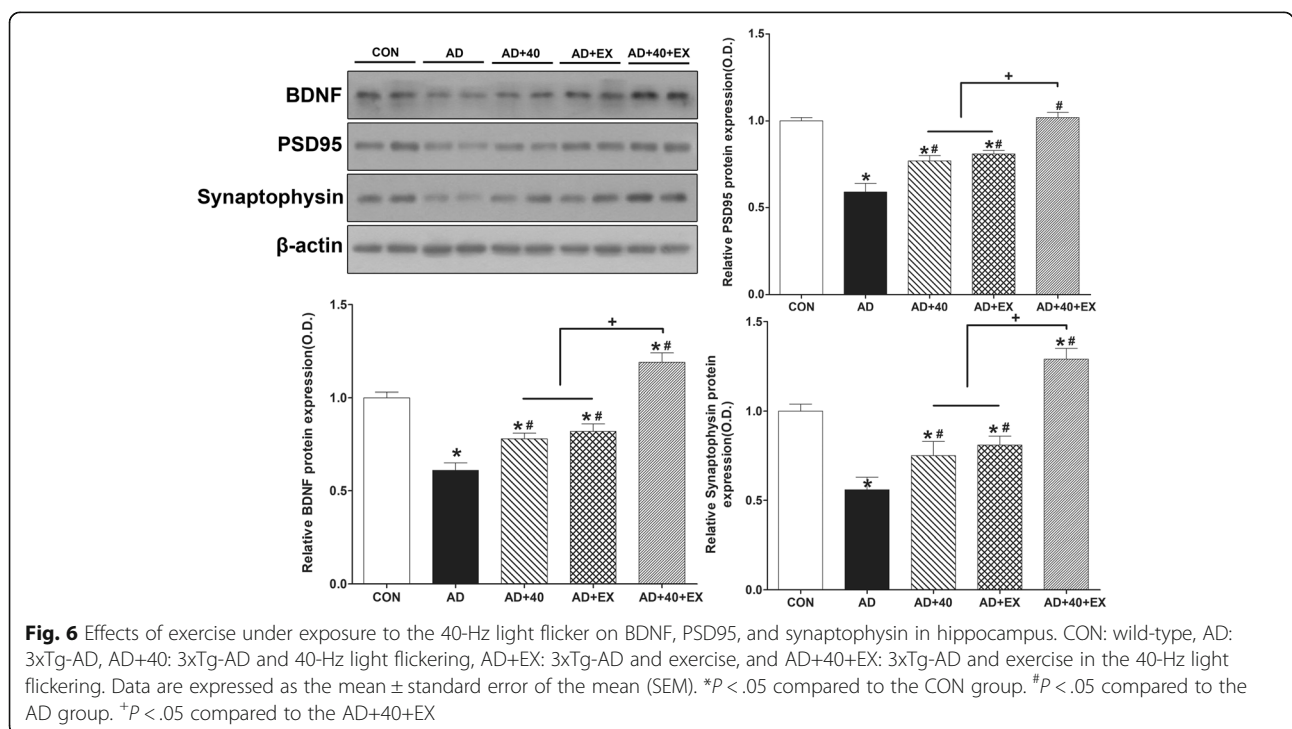 CON AD AD+40 AD+EX AD+40+EX
BDNF
PSD95
Synaptophysin
β-actin
Relative PSD95 protein expression(O.D.)
1.5
1.0
0.5
0.0
+
*
*#
*#
#
CON AD AD+40 AD+EX AD+40+EX
Relative BDNF protein expression(O.D.)
1.5
1.0
0.5
0.0
+
*
*#
*#
*#
CON AD AD+40 AD+EX AD+40+EX
Relative Synaptophysin protein
expression(O.D.)
1.5
1.0
0.5
0.0
+
*
*#
*#
*#
CON AD AD+40 AD+EX AD+40+EX
Fig. 6 Effects of exercise under exposure to the 40-Hz light flicker on BDNF, PSD95, and synaptophysin in hippocampus. CON: wild-type, AD:
3xTg-AD, AD+40: 3xTg-AD and 40-Hz light flickering, AD+EX: 3xTg-AD and exercise, and AD+40+EX: 3xTg-AD and exercise in the 40-Hz light
flickering. Data are expressed as the mean ± standard error of the mean (SEM). *P < .05 compared to the CON group. #P < .05 compared to the
AD group. +P < .05 compared to the AD+40+EX